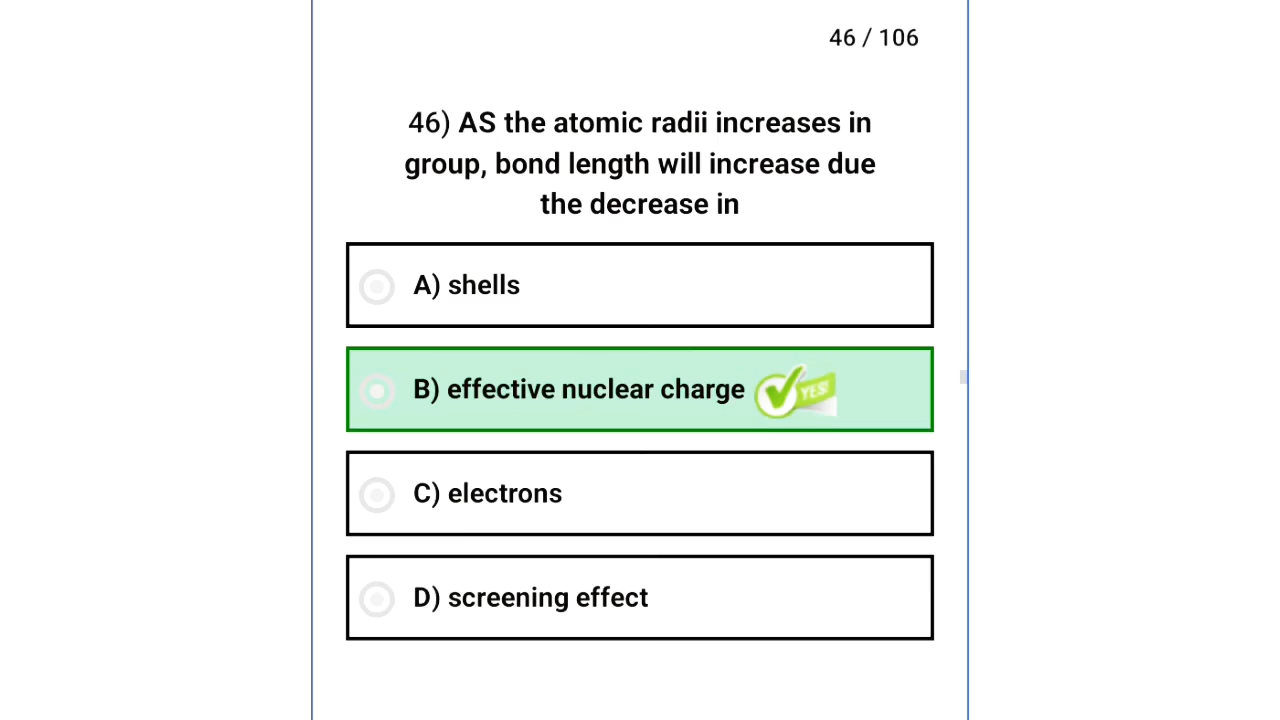 46 / 106
46) AS the atomic radii increases in
group, bond length will increase due
the decrease in
A) shells
B) effective nuclear charge YES!
C) electrons
D) screening effect